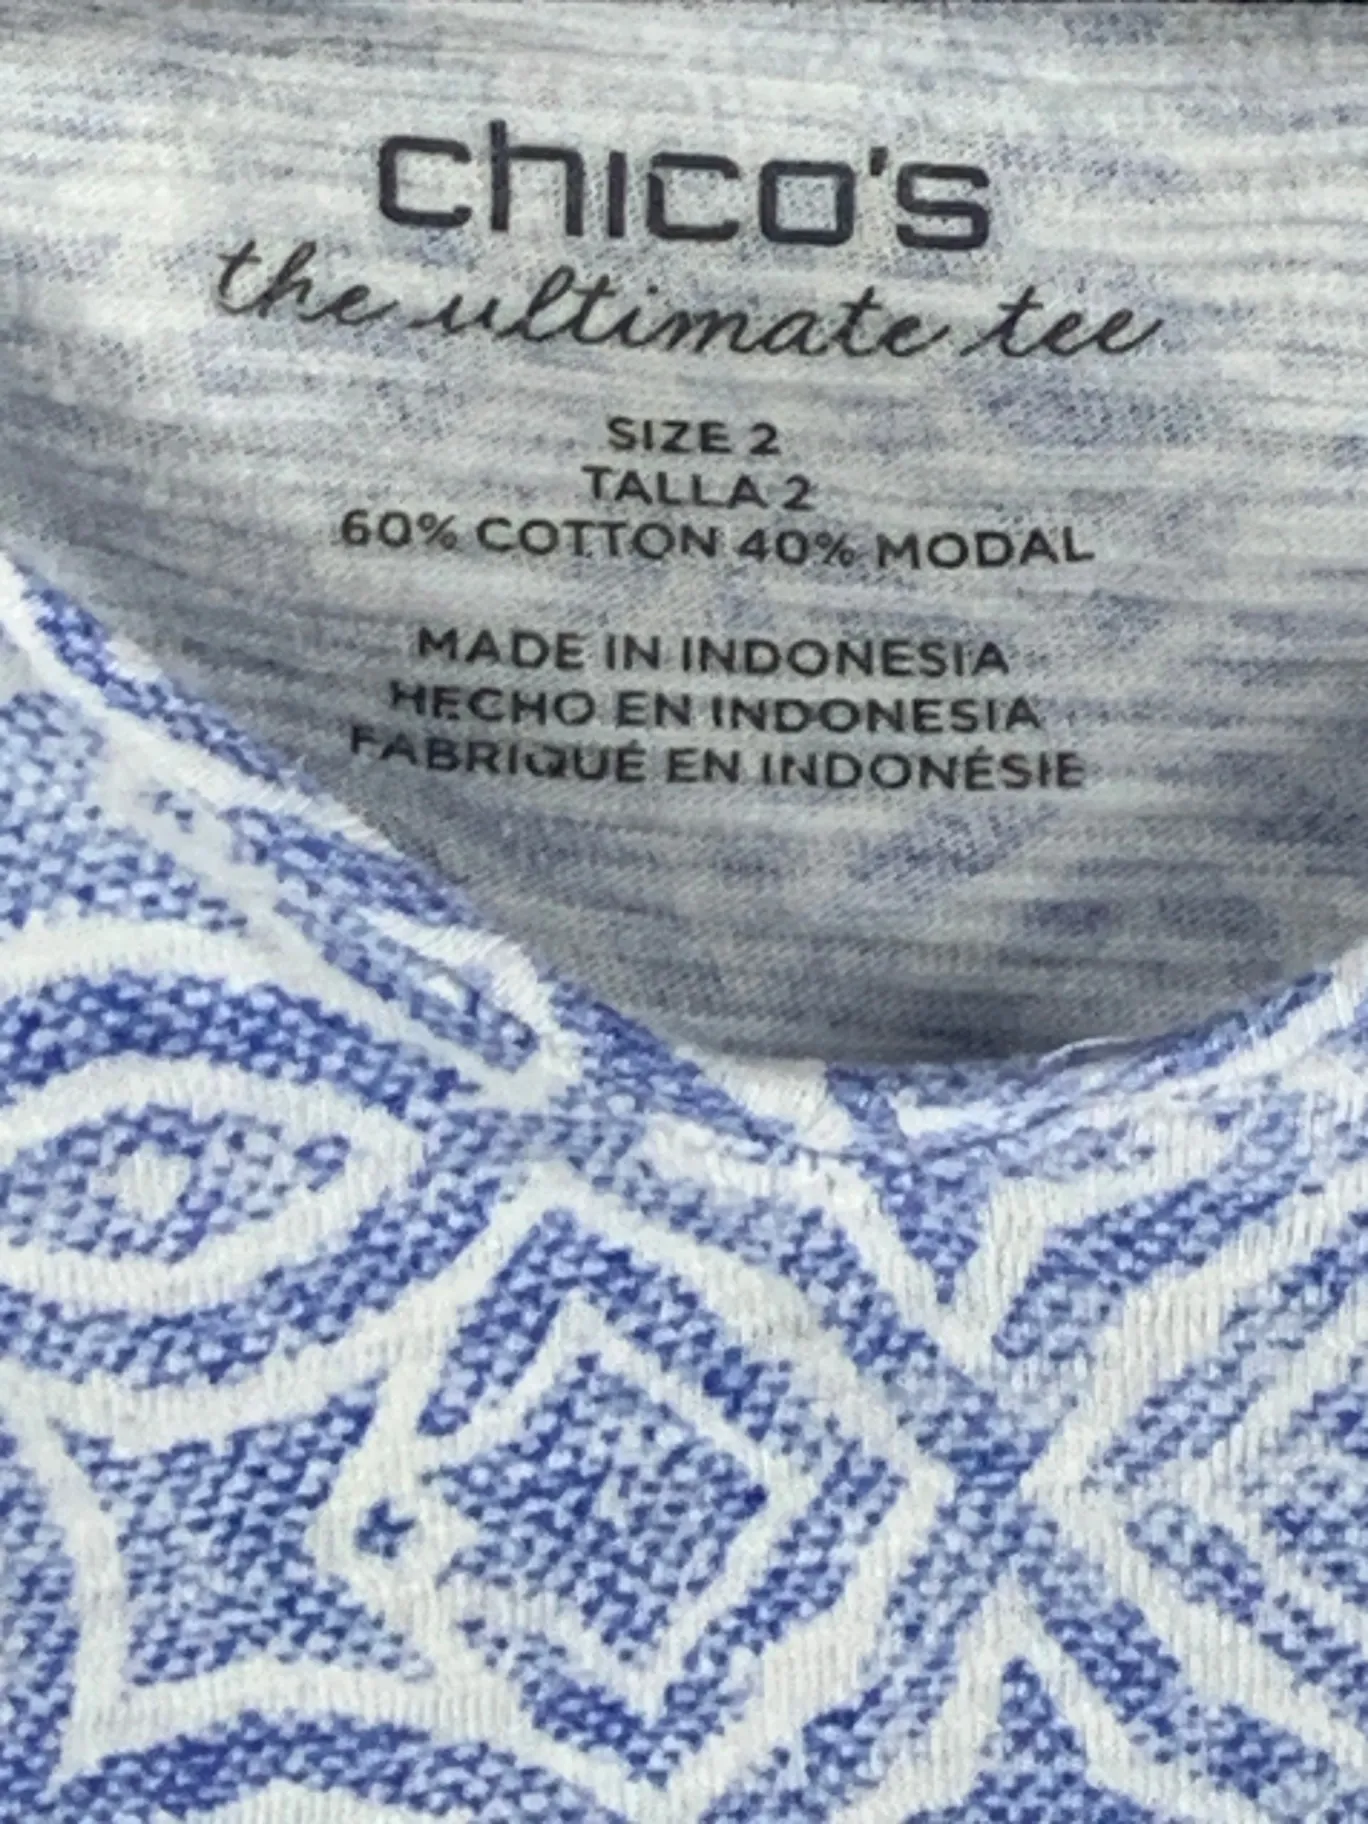 chico's
the ultimate tee
SIZE 2
TALLA 2
60% COTTON 40% MODAL
MADE IN INDONESIA
HECHO EN INDONESIA
FABRIQUÉ EN INDONÉSIE